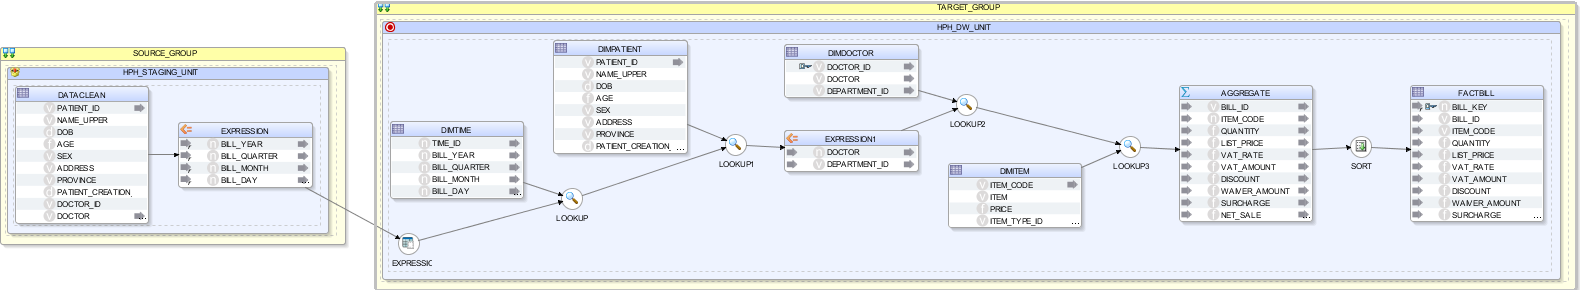 SOURCE_GROUP
HPH_STAGING_UNIT
DATACLEAN
PATIENT_ID
NAME_UPPER
DOB
AGE
SEX
ADDRESS
PROVINCE
PATIENT_CREATION_
DOCTOR_ID
DOCTOR
EXPRESSION
BILL_YEAR
BILL_QUARTER
BILL_MONTH
BILL_DAY
TARGET_GROUP
HPH_DW_UNIT
DIMTIME
TIME_ID
BILL_YEAR
BILL_QUARTER
BILL_MONTH
BILL_DAY
EXPRESSIC
LOOKUP
DIMPATIENT
PATIENT_ID
NAME_UPPER
DOB
AGE
SEX
ADDRESS
PROVINCE
PATIENT_CREATION_ ...
LOOKUP1
DIMDOCTOR
DOCTOR_ID
DOCTOR
DEPARTMENT_ID
EXPRESSION1
DOCTOR
DEPARTMENT_ID
LOOKUP2
DIMITEM
ITEM_CODE
ITEM
PRICE
ITEM_TYPE_ID ...
LOOKUP3
AGGREGATE
BILL_ID
ITEM_CODE
QUANTITY
LIST_PRICE
VAT_RATE
VAT_AMOUNT
DISCOUNT
WAIVER_AMOUNT
SURCHARGE
NET_SALE
SORT
FACTBILL
BILL_KEY
BILL_ID
ITEM_CODE
QUANTITY
LIST_PRICE
VAT_RATE
VAT_AMOUNT
DISCOUNT
WAIVER_AMOUNT
SURCHARGE ...